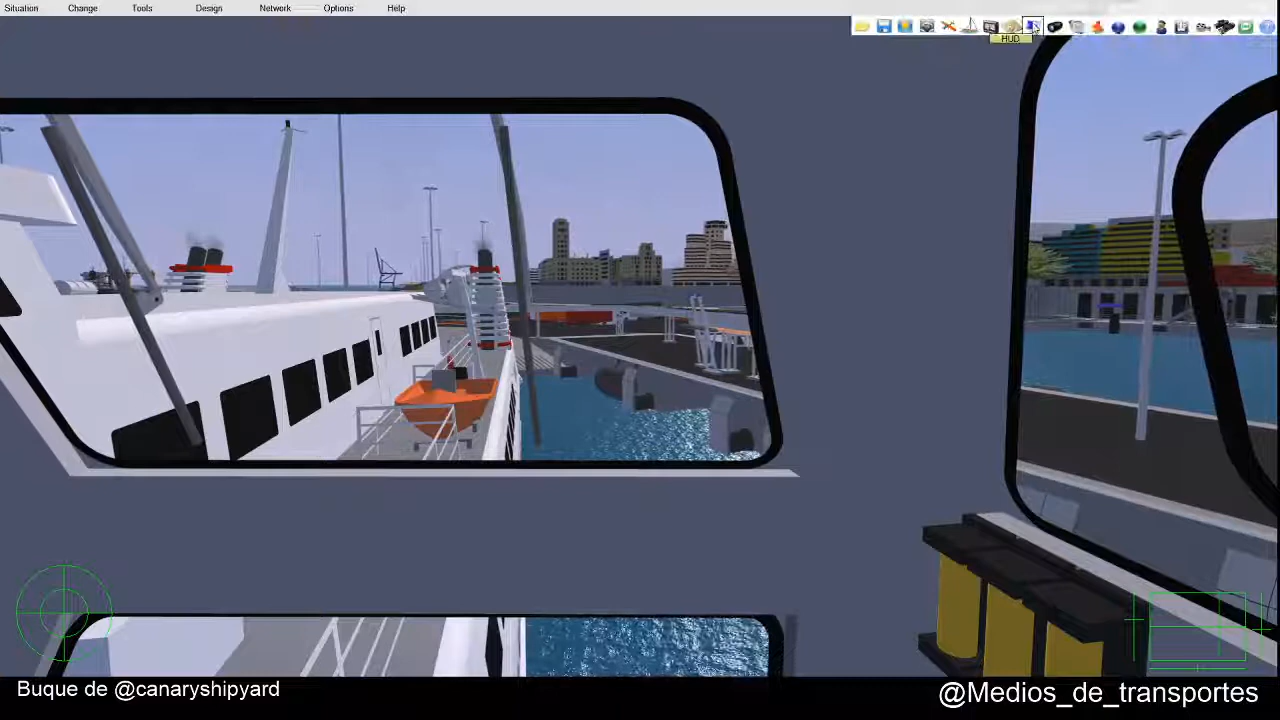 Situation Change Tools Design Network Options Help
HUD
Buque de @canaryshipyard
@Medios_de_transportes